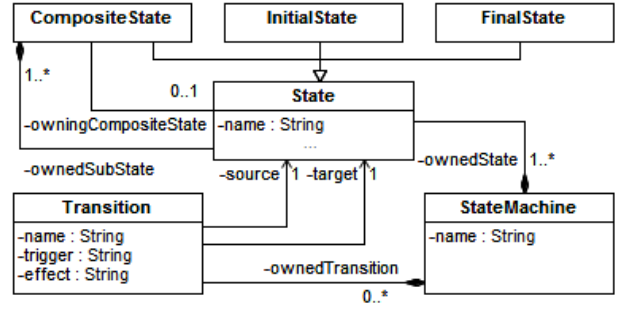 CompositeState
InitialState
FinalState
1..*
0..1
State
-name : String
...
-owningCompositeState
-ownedSubState
-ownedState
1..*
-source
1
-target
1
Transition
-name : String
-trigger : String
-effect : String
StateMachine
-name : String
-ownedTransition
0..*